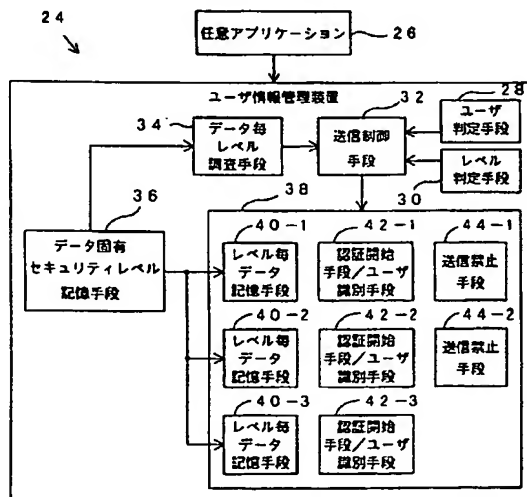 24
任意アプリケーション
26
ユーザ情報管理装置
28
ユーザ
判定手段
32
34
データ毎
レベル
調査手段
送信制御
手段
レベル
判定手段
30
36
38
データ固有
セキュリティレベル
記憶手段
40-1
42-1
44-1
レベル毎
データ
記憶手段
認証開始
手段/ユーザ
識別手段
送信禁止
手段
40-2
42-2
44-2
レベル毎
データ
記憶手段
認証開始
手段/ユーザ
識別手段
送信禁止
手段
40-3
42-3
レベル毎
データ
記憶手段
認証開始
手段/ユーザ
識別手段